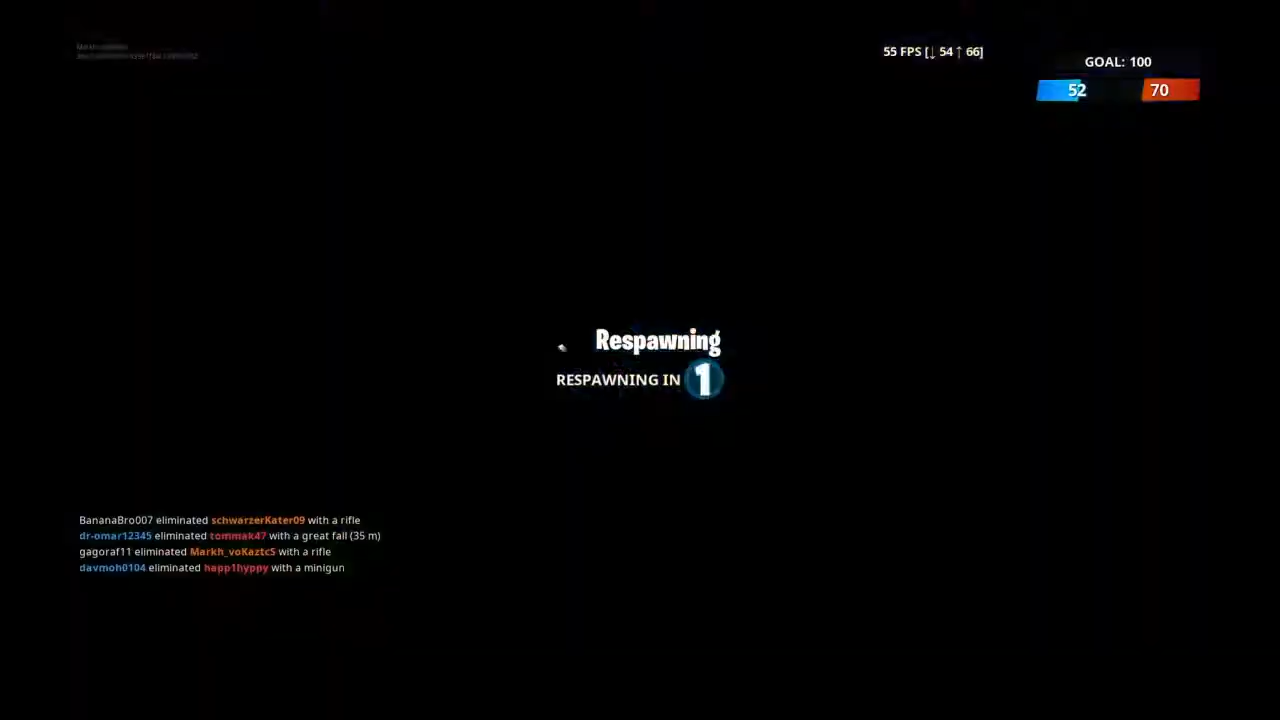 55 FPS [↓ 54 ↑ 66]
GOAL: 100
52 70
Respawning
RESPAWNING IN 1
BananaBro007 eliminated schwarzerKater09 with a rifle
dr-omar12345 eliminated tommak47 with a great fall (35 m)
gagoraf11 eliminated Markh_voKaztcS with a rifle
davmoh0104 eliminated happ1hyppy with a minigun